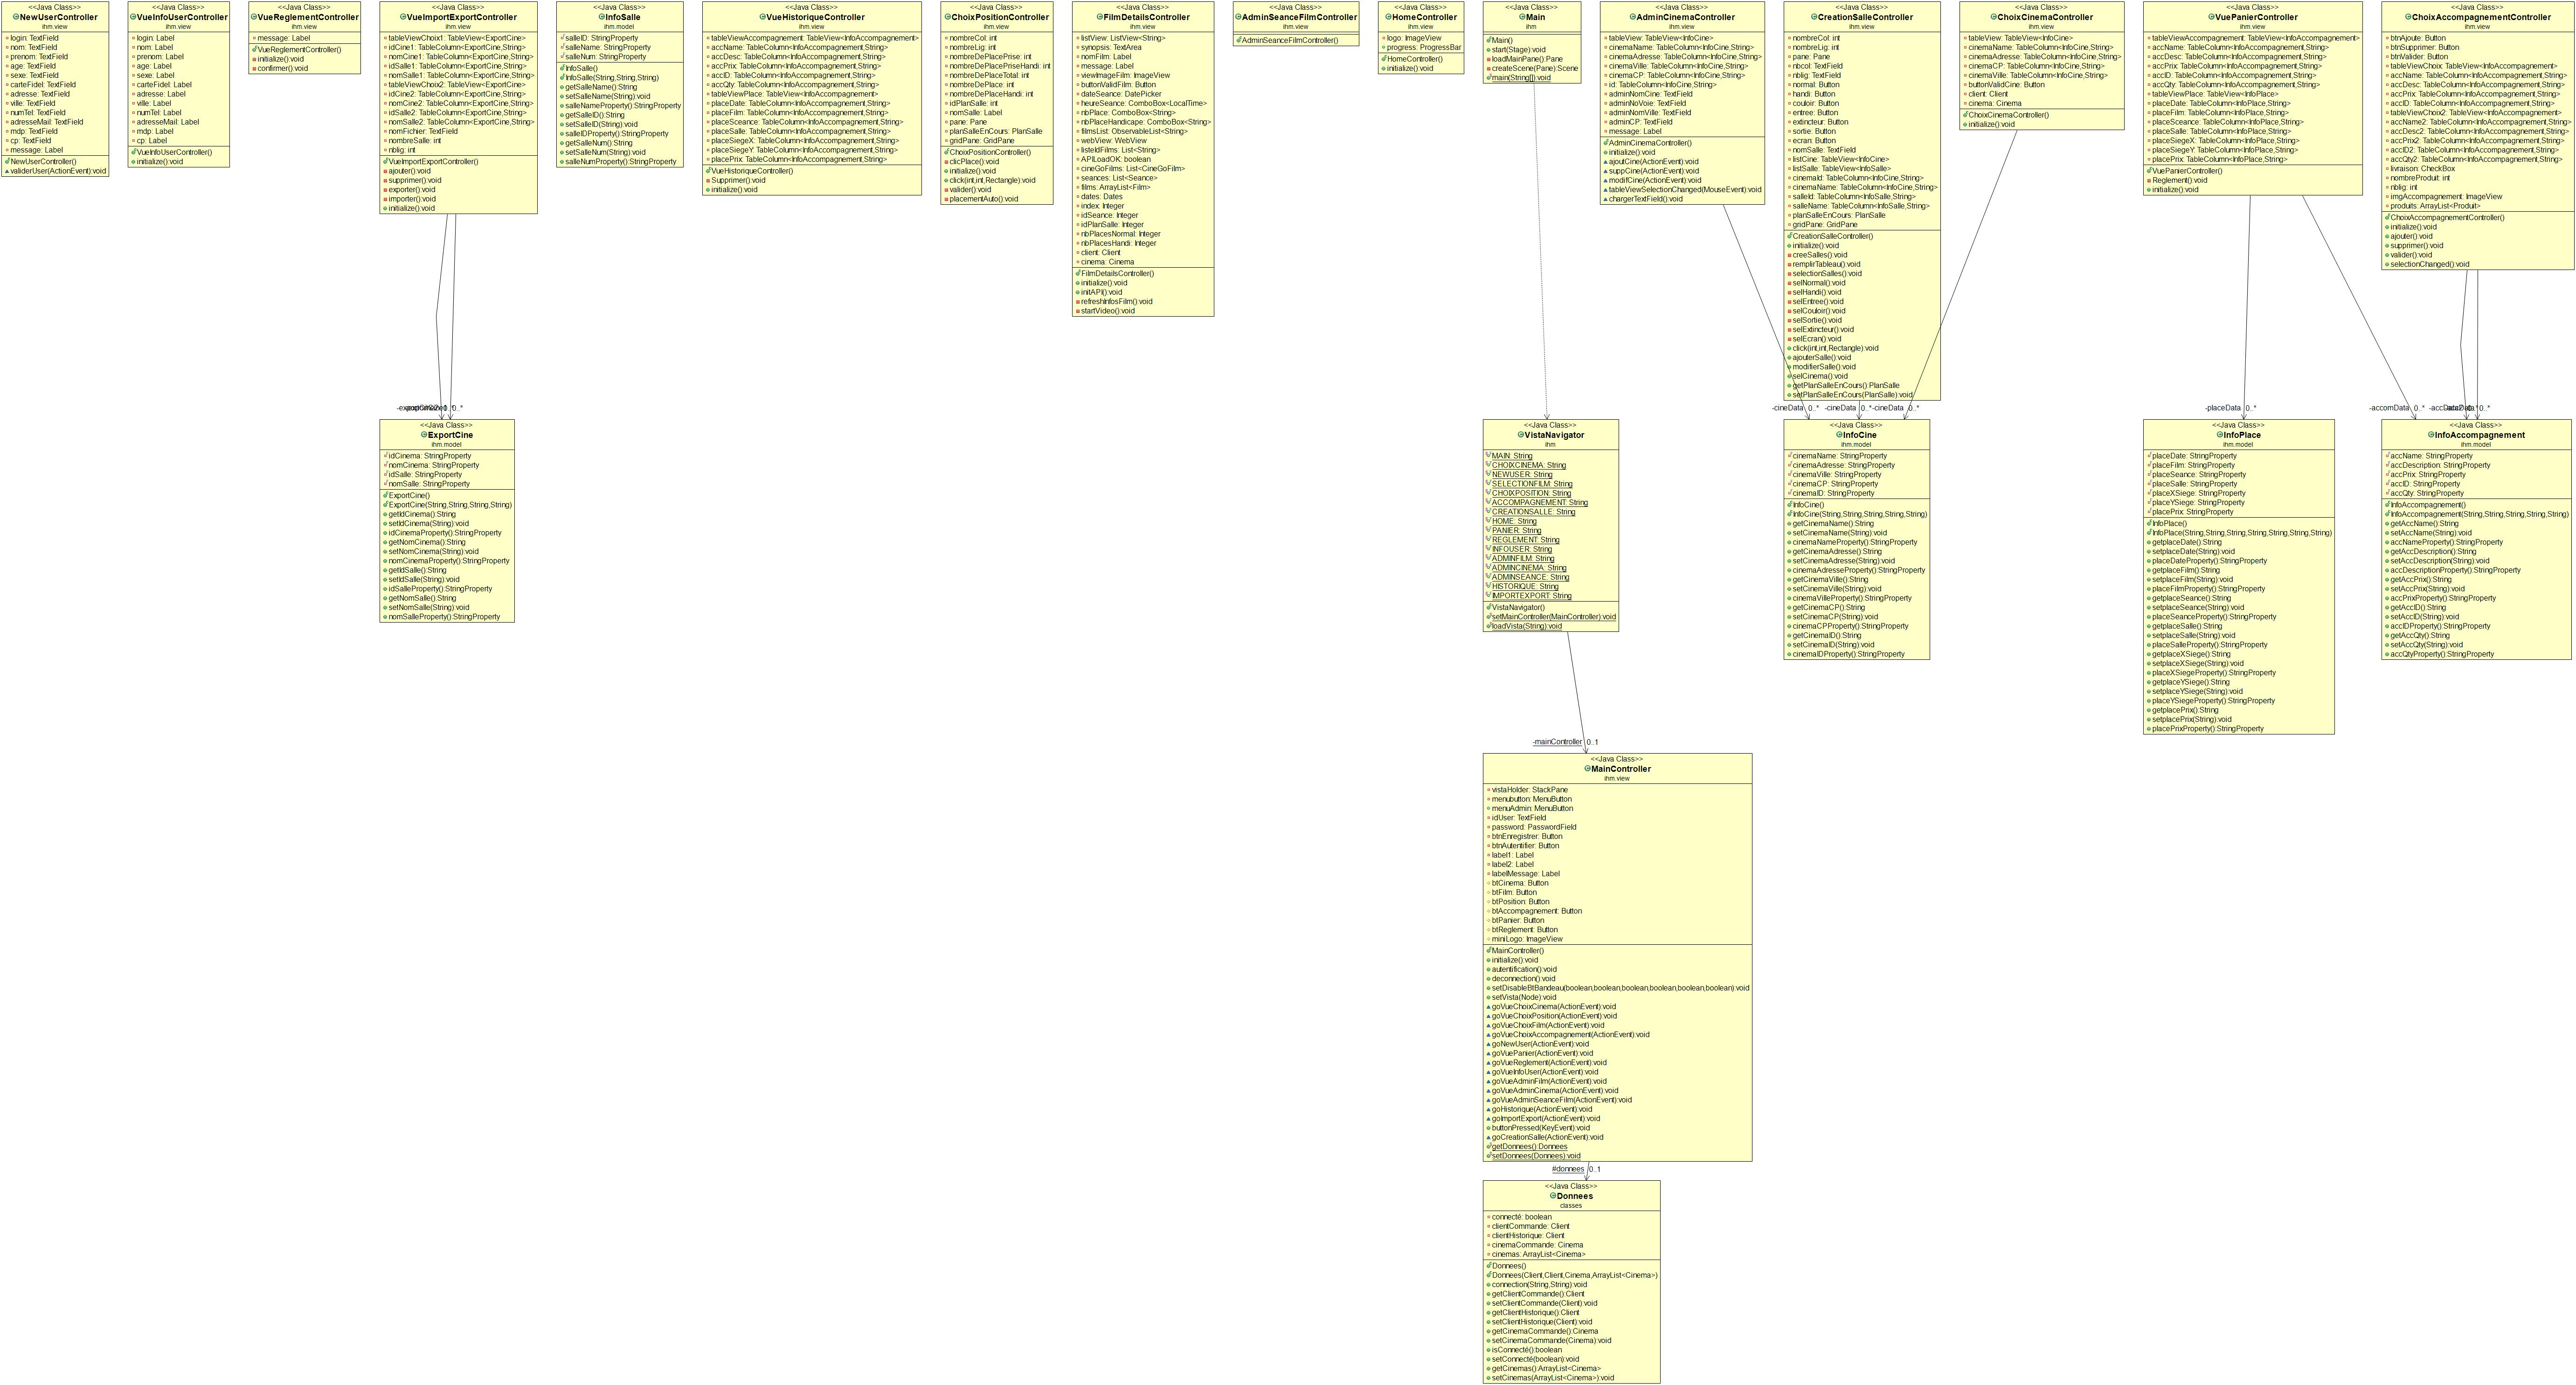 <<Java Class>>
NewUserController
ihm.view
login: TextField
nom: TextField
prenom: TextField
age: TextField
sexe: TextField
carteFidel: TextField
adresse: TextField
ville: TextField
numTel: TextField
adresseMail: TextField
mdp: TextField
cp: TextField
message: Label
NewUserController()
validerUser(ActionEvent):void
<<Java Class>>
VueInfoUserController
ihm.view
login: Label
nom: Label
prenom: Label
age: Label
sexe: Label
carteFidel: Label
adresse: Label
ville: Label
numTel: Label
adresseMail: Label
mdp: Label
cp: Label
VueInfoUserController()
initialize():void
<<Java Class>>
VueReglementController
ihm.view
message: Label
VueReglementController()
initialize():void
confirmer():void
<<Java Class>>
VueImportExportController
ihm.view
tableViewChoix1: TableView<ExportCine>
idCine1: TableColumn<ExportCine,String>
nomCine1: TableColumn<ExportCine,String>
idSalle1: TableColumn<ExportCine,String>
nomSalle1: TableColumn<ExportCine,String>
tableViewChoix2: TableView<ExportCine>
idCine2: TableColumn<ExportCine,String>
nomCine2: TableColumn<ExportCine,String>
idSalle2: TableColumn<ExportCine,String>
nomSalle2: TableColumn<ExportCine,String>
nomFichier: TextField
nombreSalle: int
nblig: int
VueImportExportController()
ajouter():void
supprimer():void
exporter():void
importer():void
initialize():void
<<Java Class>>
InfoSalle
ihm.model
salleID: StringProperty
salleName: StringProperty
salleNum: StringProperty
InfoSalle()
InfoSalle(String,String,String)
getSalleName():String
setSalleName(String):void
salleNameProperty():StringProperty
getSalleID():String
setSalleID(String):void
salleIDProperty():StringProperty
getSalleNum():String
setSalleNum(String):void
salleNumProperty():StringProperty
<<Java Class>>
VueHistoriqueController
ihm.view
tableViewAccompagnement: TableView<InfoAccompagnement>
accName: TableColumn<InfoAccompagnement,String>
accDesc: TableColumn<InfoAccompagnement,String>
accPrix: TableColumn<InfoAccompagnement,String>
accID: TableColumn<InfoAccompagnement,String>
accQty: TableColumn<InfoAccompagnement,String>
tableViewPlace: TableView<InfoAccompagnement>
placeDate: TableColumn<InfoAccompagnement,String>
placeFilm: TableColumn<InfoAccompagnement,String>
placeSceance: TableColumn<InfoAccompagnement,String>
placeSalle: TableColumn<InfoAccompagnement,String>
placeSiegeX: TableColumn<InfoAccompagnement,String>
placeSiegeY: TableColumn<InfoAccompagnement,String>
placePrix: TableColumn<InfoAccompagnement,String>
VueHistoriqueController()
Supprimer():void
initialize():void
<<Java Class>>
ChoixPositionController
ihm.view
nombreCol: int
nombreLig: int
nombreDePlacePrise: int
nombreDePlacePriseHandi: int
nombreDePlaceTotal: int
nombreDePlace: int
nombreDePlaceHandi: int
idPlanSalle: int
nomSalle: Label
pane: Pane
planSalleEnCours: PlanSalle
gridPane: GridPane
ChoixPositionController()
clicPlace():void
initialize():void
click(int,int,Rectangle):void
valider():void
placementAuto():void
<<Java Class>>
FilmDetailsController
ihm.view
listView: ListView<String>
synopsis: TextArea
nomFilm: Label
message: Label
viewImageFilm: ImageView
buttonValidFilm: Button
dateSeance: DatePicker
heureSeance: ComboBox<LocalTime>
nbPlace: ComboBox<String>
nbPlaceHandicape: ComboBox<String>
filmsList: ObservableList<String>
webView: WebView
listeIdFilms: List<String>
APILoadOK: boolean
cineGoFilms: List<CineGoFilm>
seances: List<Seance>
films: ArrayList<Film>
dates: Dates
index: Integer
idSeance: Integer
idPlanSalle: Integer
nbPlacesNormal: Integer
nbPlacesHandi: Integer
client: Client
cinema: Cinema
FilmDetailsController()
initialize():void
initAPI():void
refreshInfosFilm():void
startVideo():void
<<Java Class>>
AdminSeanceFilmController
ihm.view
AdminSeanceFilmController()
<<Java Class>>
HomeController
ihm.view
logo: ImageView
progress: ProgressBar
HomeController()
initialize():void
<<Java Class>>
Main
ihm
Main()
start(Stage):void
loadMainPane():Pane
createScene(Pane):Scene
main(String[]):void
<<Java Class>>
AdminCinemaController
ihm.view
tableView: TableView<InfoCine>
cinemaName: TableColumn<InfoCine,String>
cinemaAdresse: TableColumn<InfoCine,String>
cinemaVille: TableColumn<InfoCine,String>
cinemaCP: TableColumn<InfoCine,String>
id: TableColumn<InfoCine,String>
adminNomCine: TextField
adminNoVoie: TextField
adminNomVille: TextField
adminCP: TextField
message: Label
AdminCinemaController()
initialize():void
ajoutCine(ActionEvent):void
suppCine(ActionEvent):void
modifCine(ActionEvent):void
tableViewSelectionChanged(MouseEvent):void
chargerTextField():void
<<Java Class>>
CreationSalleController
ihm.view
nombreCol: int
nombreLig: int
pane: Pane
nbcol: TextField
nblig: TextField
normal: Button
handi: Button
couloir: Button
entree: Button
extincteur: Button
sortie: Button
ecran: Button
nomSalle: TextField
listCine: TableView<InfoCine>
listSalle: TableView<InfoSalle>
cinemaId: TableColumn<InfoCine,String>
cinemaName: TableColumn<InfoCine,String>
salleId: TableColumn<InfoSalle,String>
salleName: TableColumn<InfoSalle,String>
planSalleEnCours: PlanSalle
gridPane: GridPane
CreationSalleController()
initialize():void
creeSalles():void
remplirTableau():void
selectionSalles():void
selNormal():void
selHandi():void
selEntree():void
selCouloir():void
selSortie():void
selExtincteur():void
selEcran():void
click(int,int,Rectangle):void
ajouterSalle():void
modifierSalle():void
selCinema():void
getPlanSalleEnCours():PlanSalle
setPlanSalleEnCours(PlanSalle):void
<<Java Class>>
ChoixCinemaController
ihm.view
tableView: TableView<InfoCine>
cinemaName: TableColumn<InfoCine,String>
cinemaAdresse: TableColumn<InfoCine,String>
cinemaCP: TableColumn<InfoCine,String>
cinemaVille: TableColumn<InfoCine,String>
buttonValidCine: Button
client: Client
cinema: Cinema
ChoixCinemaController()
initialize():void
<<Java Class>>
VuePanierController
ihm.view
tableViewAccompagnement: TableView<InfoAccompagnement>
accName: TableColumn<InfoAccompagnement,String>
accDesc: TableColumn<InfoAccompagnement,String>
accPrix: TableColumn<InfoAccompagnement,String>
accID: TableColumn<InfoAccompagnement,String>
accQty: TableColumn<InfoAccompagnement,String>
tableViewPlace: TableView<InfoPlace>
placeDate: TableColumn<InfoPlace,String>
placeFilm: TableColumn<InfoPlace,String>
placeSceance: TableColumn<InfoPlace,String>
placeSalle: TableColumn<InfoPlace,String>
placeSiegeX: TableColumn<InfoPlace,String>
placeSiegeY: TableColumn<InfoPlace,String>
placePrix: TableColumn<InfoPlace,String>
VuePanierController()
Reglement():void
initialize():void
<<Java Class>>
ChoixAccompagnementController
ihm.view
btnAjoute: Button
btnSupprimer: Button
btnValider: Button
tableViewChoix: TableView<InfoAccompagnement>
accName: TableColumn<InfoAccompagnement,String>
accDesc: TableColumn<InfoAccompagnement,String>
accPrix: TableColumn<InfoAccompagnement,String>
accID: TableColumn<InfoAccompagnement,String>
tableViewChoix2: TableView<InfoAccompagnement>
accName2: TableColumn<InfoAccompagnement,String>
accDesc2: TableColumn<InfoAccompagnement,String>
accPrix2: TableColumn<InfoAccompagnement,String>
accID2: TableColumn<InfoAccompagnement,String>
accQty2: TableColumn<InfoAccompagnement,String>
livraison: CheckBox
nombreProduit: int
nblig: int
imgAccompagnement: ImageView
produits: ArrayList<Produit>
ChoixAccompagnementController()
initialize():void
ajouter():void
supprimer():void
valider():void
selectionChanged():void
0..*
-cineData 0..*
-cineData 0..*
-cineData 0..*
-placeData 0..*
-accomData 0..*
0..*
<<Java Class>>
ExportCine
ihm.model
idCinema: StringProperty
nomCinema: StringProperty
idSalle: StringProperty
nomSalle: StringProperty
ExportCine()
ExportCine(String,String,String,String)
getIdCinema():String
setIdCinema(String):void
idCinemaProperty():StringProperty
getNomCinema():String
setNomCinema(String):void
nomCinemaProperty():StringProperty
getIdSalle():String
setIdSalle(String):void
idSalleProperty():StringProperty
getNomSalle():String
setNomSalle(String):void
nomSalleProperty():StringProperty
<<Java Class>>
VistaNavigator
ihm
MAIN: String
CHOIXCINEMA: String
NEWUSER: String
SELECTIONFILM: String
CHOIXPOSITION: String
ACCOMPAGNEMENT: String
CREATIONSALLE: String
HOME: String
PANIER: String
REGLEMENT: String
INFOUSER: String
ADMINFILM: String
ADMINCINEMA: String
ADMINSEANCE: String
HISTORIQUE: String
IMPORTEXPORT: String
VistaNavigator()
setMainController(MainController):void
loadVista(String):void
<<Java Class>>
InfoCine
ihm.model
cinemaName: StringProperty
cinemaAdresse: StringProperty
cinemaVille: StringProperty
cinemaCP: StringProperty
cinemaID: StringProperty
InfoCine()
InfoCine(String,String,String,String,String)
getCinemaName():String
setCinemaName(String):void
cinemaNameProperty():StringProperty
getCinemaAdresse():String
setCinemaAdresse(String):void
cinemaAdresseProperty():StringProperty
getCinemaVille():String
setCinemaVille(String):void
cinemaVilleProperty():StringProperty
getCinemaCP():String
setCinemaCP(String):void
cinemaCPProperty():StringProperty
getCinemaID():String
setCinemaID(String):void
cinemaIDProperty():StringProperty
<<Java Class>>
InfoPlace
ihm.model
placeDate: StringProperty
placeFilm: StringProperty
placeSeance: StringProperty
placeSalle: StringProperty
placeXSiege: StringProperty
placeYSiege: StringProperty
placePrix: StringProperty
InfoPlace()
InfoPlace(String,String,String,String,String,String,String)
getplaceDate():String
setplaceDate(String):void
placeDateProperty():StringProperty
getplaceFilm():String
setplaceFilm(String):void
placeFilmProperty():StringProperty
getplaceSeance():String
setplaceSeance(String):void
placeSeanceProperty():StringProperty
getplaceSalle():String
setplaceSalle(String):void
placeSalleProperty():StringProperty
getplaceXSiege():String
setplaceXSiege(String):void
placeXSiegeProperty():StringProperty
getplaceYSiege():String
setplaceYSiege(String):void
placeYSiegeProperty():StringProperty
getplacePrix():String
setplacePrix(String):void
placePrixProperty():StringProperty
<<Java Class>>
InfoAccompagnement
ihm.model
accName: StringProperty
accDescription: StringProperty
accPrix: StringProperty
accID: StringProperty
accQty: StringProperty
InfoAccompagnement()
InfoAccompagnement(String,String,String,String,String)
getAccName():String
setAccName(String):void
accNameProperty():StringProperty
getAccDescription():String
setAccDescription(String):void
accDescriptionProperty():StringProperty
getAccPrix():String
setAccPrix(String):void
accPrixProperty():StringProperty
getAccID():String
setAccID(String):void
accIDProperty():StringProperty
getAccQty():String
setAccQty(String):void
accQtyProperty():StringProperty
-mainController 0..1
<<Java Class>>
MainController
ihm.view
vistaHolder: StackPane
menubutton: MenuButton
menuAdmin: MenuButton
idUser: TextField
password: PasswordField
btnEnregistrer: Button
btnAutentifier: Button
label1: Label
label2: Label
labelMessage: Label
btCinema: Button
btFilm: Button
btPosition: Button
btAccompagnement: Button
btPanier: Button
btReglement: Button
miniLogo: ImageView
MainController()
initialize():void
autentification():void
deconnection():void
setDisableBtBandeau(boolean,boolean,boolean,boolean,boolean,boolean):void
setVista(Node):void
goVueChoixCinema(ActionEvent):void
goVueChoixPosition(ActionEvent):void
goVueChoixFilm(ActionEvent):void
goVueChoixAccompagnement(ActionEvent):void
goNewUser(ActionEvent):void
goVuePanier(ActionEvent):void
goVueReglement(ActionEvent):void
goVueInfoUser(ActionEvent):void
goVueAdminFilm(ActionEvent):void
goVueAdminCinema(ActionEvent):void
goVueAdminSeanceFilm(ActionEvent):void
goHistorique(ActionEvent):void
goImportExport(ActionEvent):void
buttonPressed(KeyEvent):void
goCreationSalle(ActionEvent):void
getDonnees():Donnees
setDonnees(Donnees):void
#donnees 0..1
<<Java Class>>
Donnees
classes
connecté: boolean
clientCommande: Client
clientHistorique: Client
cinemaCommande: Cinema
cinemas: ArrayList<Cinema>
Donnees()
Donnees(Client,Client,Cinema,ArrayList<Cinema>)
connection(String,String):void
getClientCommande():Client
setClientCommande(Client):void
getClientHistorique():Client
setClientHistorique(Client):void
getCinemaCommande():Cinema
setCinemaCommande(Cinema):void
isConnecté():boolean
setConnecté(boolean):void
getCinemas():ArrayList<Cinema>
setCinemas(ArrayList<Cinema>):void